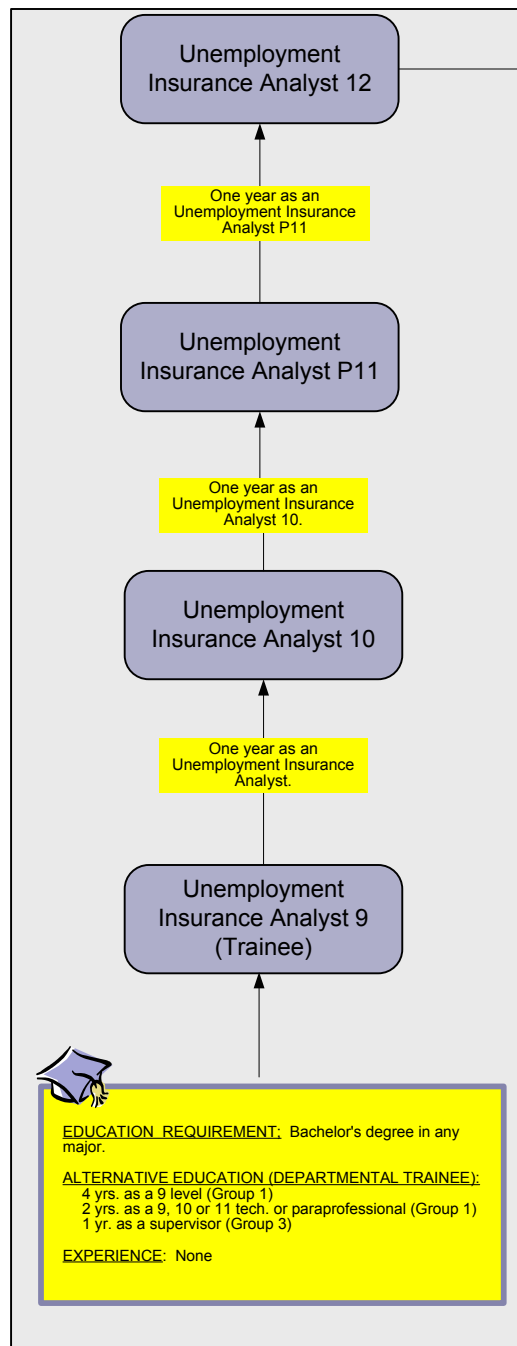 Unemployment
Insurance Analyst 12
One year as an
Unemployment Insurance
Analyst P11
Unemployment
Insurance Analyst P11
One year as an
Unemployment Insurance
Analyst 10.
Unemployment
Insurance Analyst 10
One year as an
Unemployment Insurance
Analyst.
Unemployment
Insurance Analyst 9
(Trainee)
EDUCATION REQUIREMENT: Bachelor's degree in any
major.
ALTERNATIVE EDUCATION (DEPARTMENTAL TRAINEE):
4 yrs. as a 9 level (Group 1)
2 yrs. as a 9, 10 or 11 tech. or paraprofessional (Group 1)
1 yr. as a supervisor (Group 3)
EXPERIENCE: None